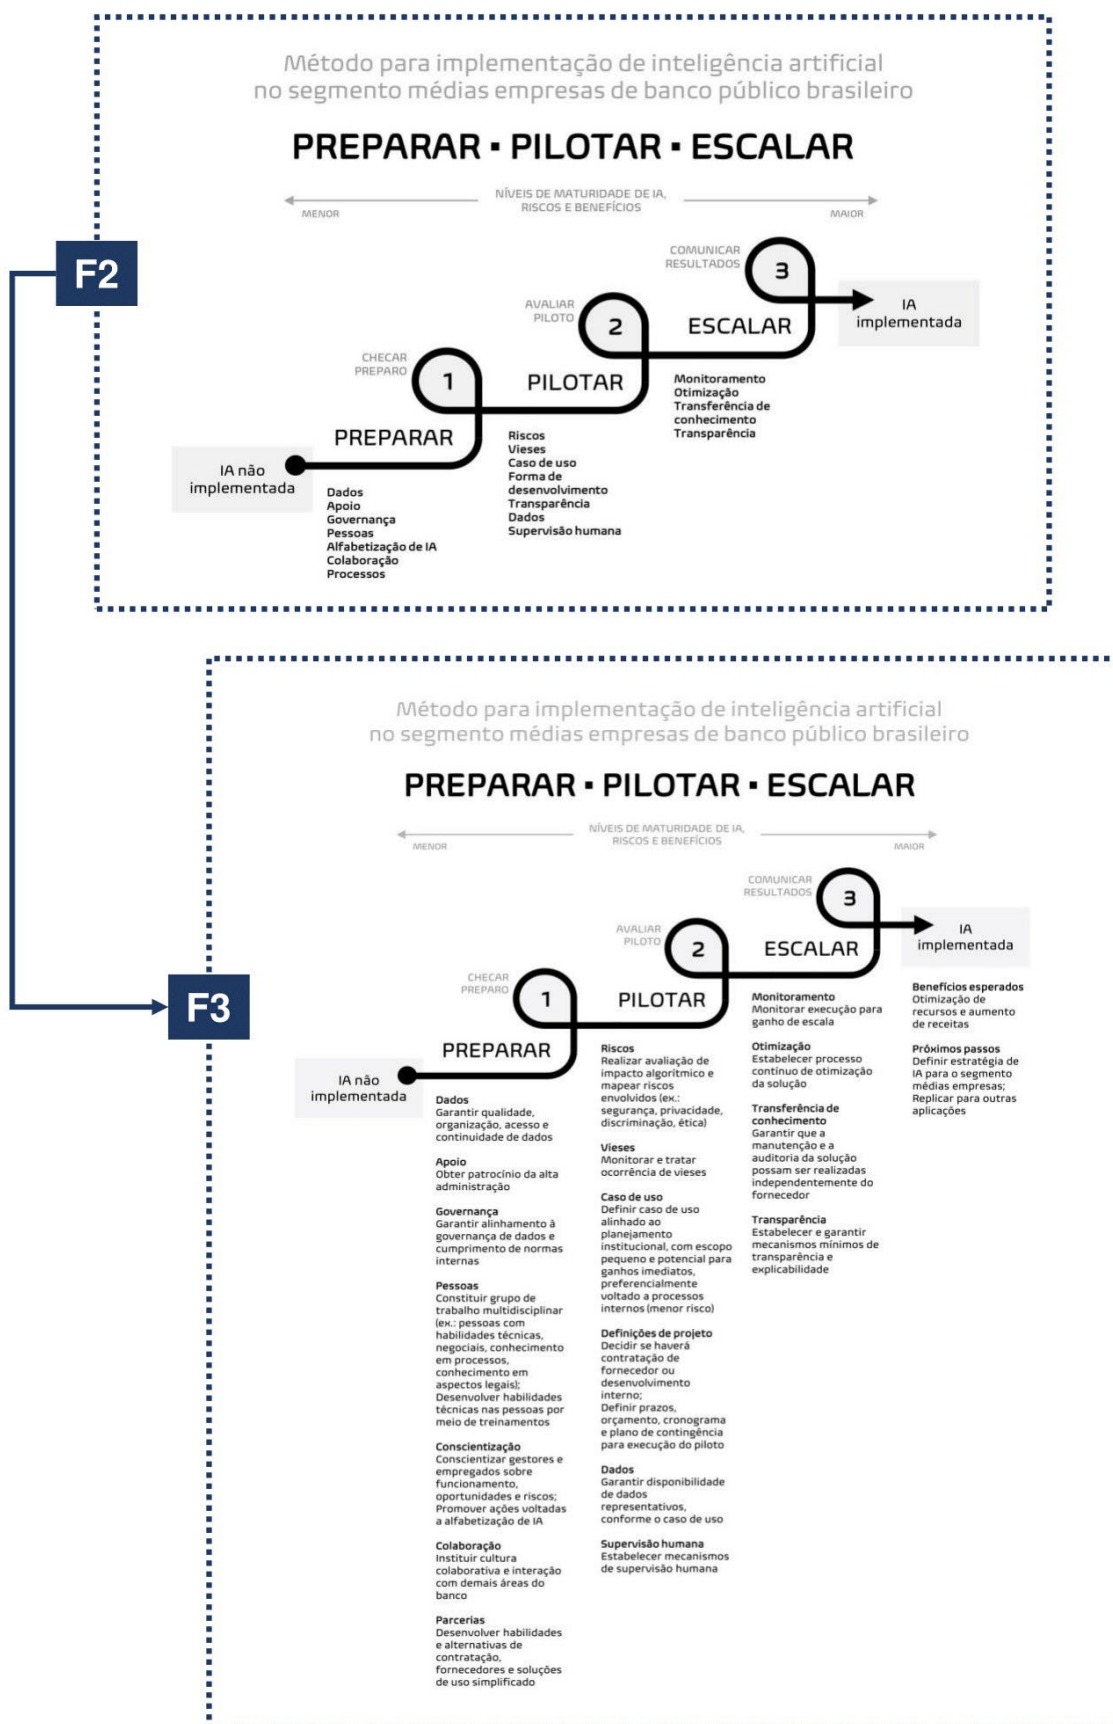 Método para implementação de inteligência artificial
no segmento médias empresas de banco público brasileiro
PREPARAR ▪ PILOTAR ▪ ESCALAR
NÍVEIS DE MATURIDADE DE IA,
RISCOS E BENEFÍCIOS
MENOR
MAIOR
F2
COMUNICAR
RESULTADOS
3
IA
implementada
AVALIAR
PILOTO
2
ESCALAR
CHECAR
PREPARO
1
PILOTAR
Monitoramento
Otimização
Transferência de
conhecimento
Transparência
PREPARAR
Riscos
Vieses
Caso de uso
Forma de
desenvolvimento
Transparência
Dados
Supervisão humana
IA não
implementada
Dados
Apoio
Governança
Pessoas
Alfabetização de IA
Colaboração
Processos
Método para implementação de inteligência artificial
no segmento médias empresas de banco público brasileiro
PREPARAR ▪ PILOTAR ▪ ESCALAR
NÍVEIS DE MATURIDADE DE IA,
RISCOS E BENEFÍCIOS
MENOR
MAIOR
F3
COMUNICAR
RESULTADOS
3
IA
implementada
AVALIAR
PILOTO
2
ESCALAR
CHECAR
PREPARO
1
PILOTAR
PREPARAR
IA não
implementada
Dados
Garantir qualidade,
organização, acesso e
continuidade de dados
Apoio
Obter patrocínio da alta
administração
Governança
Garantir alinhamento à
governança de dados e
cumprimento de normas
internas
Pessoas
Constituir grupo de
trabalho multidisciplinar
(ex.: pessoas com
habilidades técnicas,
negociais, conhecimento
em processos,
conhecimento em
aspectos legais);
Desenvolver habilidades
técnicas nas pessoas por
meio de treinamentos
Conscientização
Conscientizar gestores e
empregados sobre
funcionamento,
oportunidades e riscos;
Promover ações voltadas
a alfabetização de IA
Colaboração
Instituir cultura
colaborativa e interação
com demais áreas do
banco
Parcerias
Desenvolver habilidades
e alternativas de
contratação,
fornecedores e soluções
de uso simplificado
Riscos
Realizar avaliação de
impacto algorítmico e
mapear riscos
envolvidos (ex.:
segurança, privacidade,
discriminação, ética)
Vieses
Monitorar e tratar
ocorrência de vieses
Caso de uso
Definir caso de uso
alinhado ao
planejamento
institucional, com escopo
pequeno e potencial para
ganhos imediatos,
preferencialmente
voltado a processos
internos (menor risco)
Definições de projeto
Decidir se haverá
contratação de
fornecedor ou
desenvolvimento
interno;
Definir prazos,
orçamento, cronograma
e plano de contingência
para execução do piloto
Dados
Garantir disponibilidade
de dados
representativos,
conforme o caso de uso
Supervisão humana
Estabelecer mecanismos
de supervisão humana
Monitoramento
Monitorar execução para
ganho de escala
Otimização
Estabelecer processo
contínuo de otimização
da solução
Transferência de
conhecimento
Garantir que a
manutenção e a
auditoria da solução
possam ser realizadas
independentemente do
fornecedor
Transparência
Estabelecer e garantir
mecanismos mínimos de
transparência e
explicabilidade
Benefícios esperados
Otimização de
recursos e aumento
de receitas
Próximos passos
Definir estratégia de
IA para o segmento
médias empresas;
Replicar para outras
aplicações